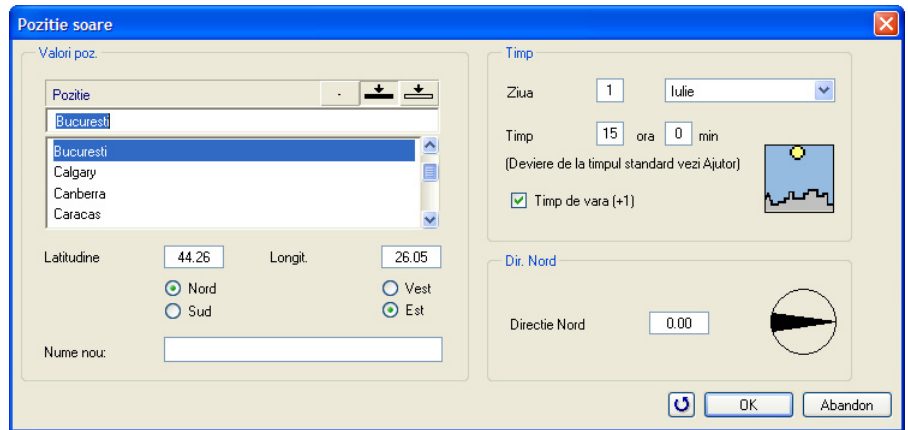 Pozitie soare
Valori poz.
Pozitie
Bucuresti
Bucuresti
Calgary
Canberra
Caracas
Latitudine 44.26 Longit. 26.05
Nord Vest
Sud Est
Nume nou:
Timp
Ziua 1 Iulie
Timp 15 ora 0 min
(Deviere de la timpul standard vezi Ajutor)
Timp de vara (+1)
Dir. Nord
Directie Nord 0.00
OK Abandon